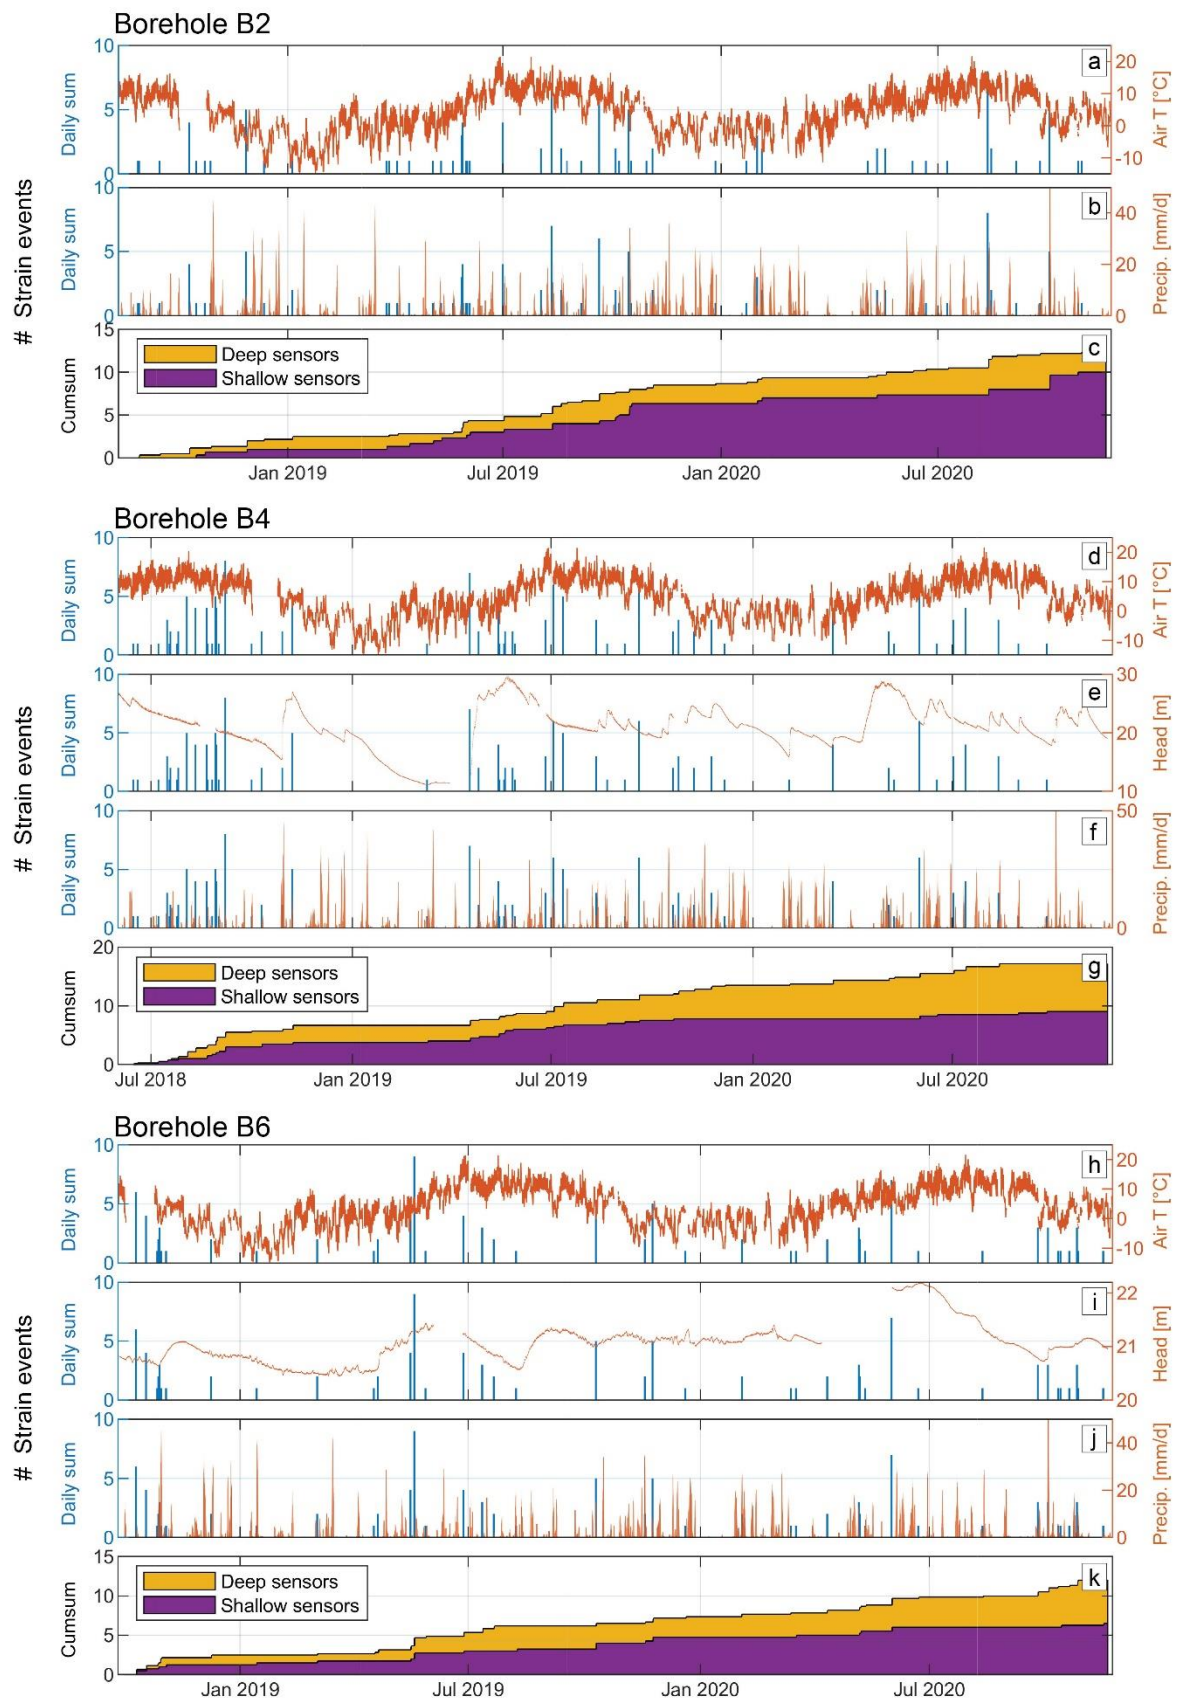 Borehole B2
# Strain events
Daily sum
10
5
0
a
20
10
0
-10
Air T [°C]
Daily sum
10
5
0
b
40
20
0
Precip. [mm/d]
Cumsum
15
10
5
0
Deep sensors
Shallow sensors
c
Jan 2019
Jul 2019
Jan 2020
Jul 2020
Borehole B4
# Strain events
Daily sum
10
5
0
d
20
10
0
-10
Air T [°C]
Daily sum
10
5
0
e
30
20
10
Head [m]
Daily sum
10
5
0
f
50
0
Precip. [mm/d]
Cumsum
20
10
0
Deep sensors
Shallow sensors
g
Jul 2018
Jan 2019
Jul 2019
Jan 2020
Jul 2020
Borehole B6
# Strain events
Daily sum
10
5
0
h
20
10
0
-10
Air T [°C]
Daily sum
10
5
0
i
22
21
20
Head [m]
Daily sum
10
5
0
j
40
20
0
Precip. [mm/d]
Cumsum
15
10
5
0
Deep sensors
Shallow sensors
k
Jan 2019
Jul 2019
Jan 2020
Jul 2020